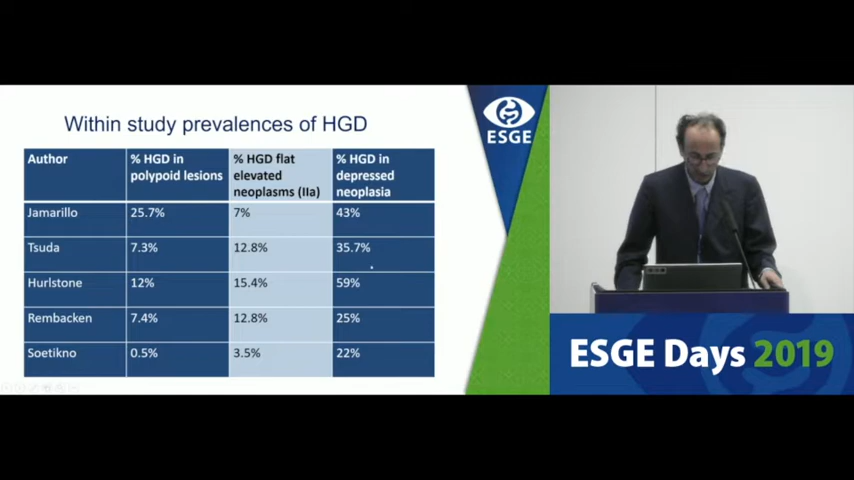 Within study prevalences of HGD
Author
% HGD in
polypoid lesions
% HGD flat
elevated
neoplasms (IIa)
% HGD in
depressed
neoplasia
Jamarillo
25.7%
7%
43%
Tsuda
7.3%
12.8%
35.7%
Hurlstone
12%
15.4%
59%
Rembacken
7.4%
12.8%
25%
Soetikno
0.5%
3.5%
22%
ESGE
ESGE Days 2019